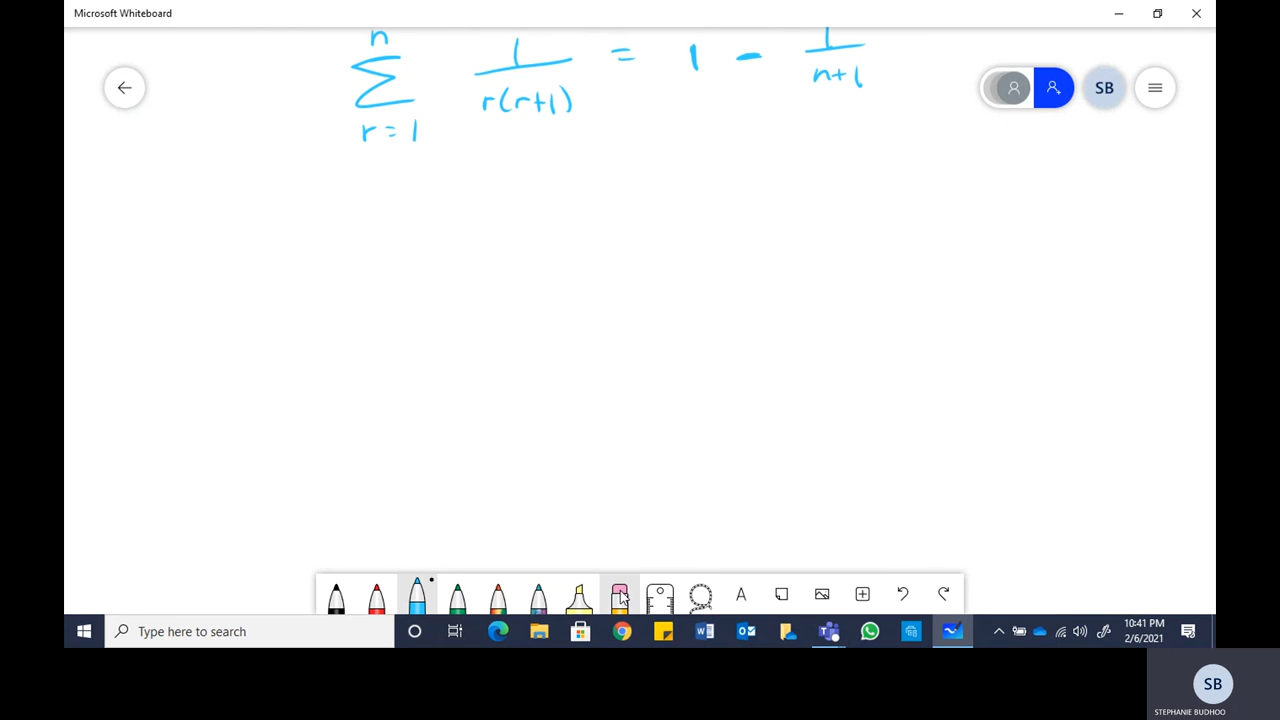 Microsoft Whiteboard
n
∑ 1/r(r+1) = 1 - 1/n+1
r = 1
SB
A
Type here to search
10:41 PM
2/6/2021
SB
STEPHANIE BUDHOO